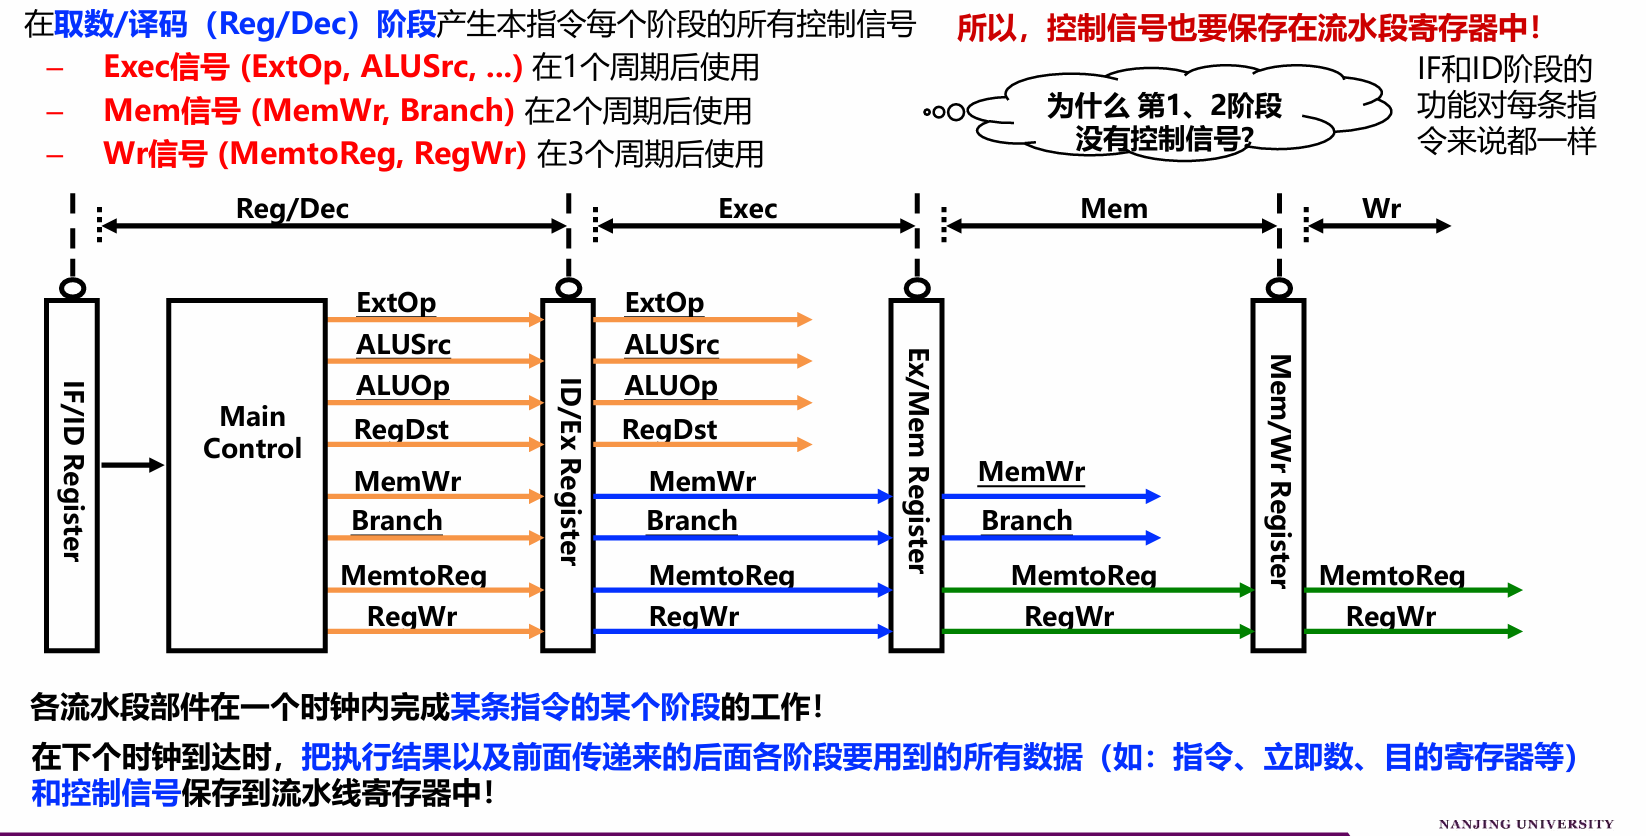 在取数/译码（Reg/Dec）阶段产生本指令每个阶段的所有控制信号
– Exec信号 (ExtOp, ALUSrc, ...) 在1个周期后使用
– Mem信号 (MemWr, Branch) 在2个周期后使用
– Wr信号 (MemtoReg, RegWr) 在3个周期后使用
所以，控制信号也要保存在流水段寄存器中！
为什么 第1、2阶段
没有控制信号?
IF和ID阶段的
功能对每条指
令来说都一样
Reg/Dec
Exec
Mem
Wr
IF/ID Register
Main
Control
ExtOp
ALUSrc
ALUOp
RegDst
MemWr
Branch
MemtoReg
RegWr
ID/Ex Register
ExtOp
ALUSrc
ALUOp
RegDst
MemWr
Branch
MemtoReg
RegWr
Ex/Mem Register
MemWr
Branch
MemtoReg
RegWr
Mem/Wr Register
MemtoReg
RegWr
各流水段部件在一个时钟内完成某条指令的某个阶段的工作！
在下个时钟到达时，把执行结果以及前面传递来的后面各阶段要用到的所有数据（如：指令、立即数、目的寄存器等）
和控制信号保存到流水线寄存器中！
NANJING UNIVERSITY